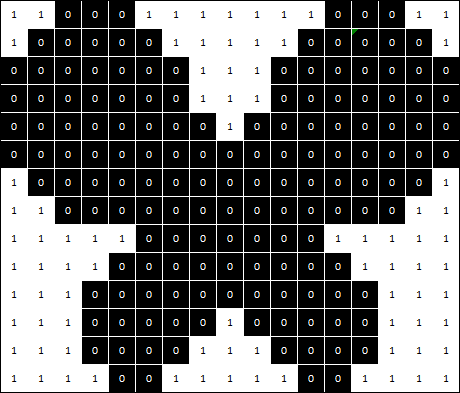 1 1 0 0 0 1 1 1 1 1 1 1 0 0 0 1 1
1 0 0 0 0 0 1 1 1 1 1 0 0 0 0 0 1
0 0 0 0 0 0 0 1 1 1 0 0 0 0 0 0 0
0 0 0 0 0 0 0 1 1 1 0 0 0 0 0 0 0
0 0 0 0 0 0 0 0 1 0 0 0 0 0 0 0 0
0 0 0 0 0 0 0 0 0 0 0 0 0 0 0 0 0
1 0 0 0 0 0 0 0 0 0 0 0 0 0 0 0 1
1 1 0 0 0 0 0 0 0 0 0 0 0 0 0 1 1
1 1 1 1 1 0 0 0 0 0 0 0 1 1 1 1 1
1 1 1 1 0 0 0 0 0 0 0 0 0 1 1 1 1
1 1 1 0 0 0 0 0 0 0 0 0 0 0 1 1 1
1 1 1 0 0 0 0 0 1 0 0 0 0 0 1 1 1
1 1 1 0 0 0 0 1 1 1 0 0 0 0 1 1 1
1 1 1 1 0 0 1 1 1 1 1 0 0 1 1 1 1